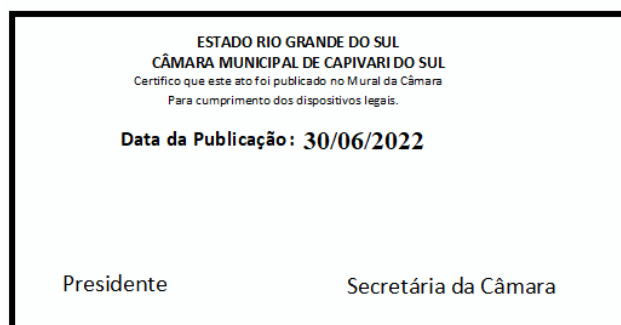 ESTADO RIO GRANDE DO SUL
CÂMARA MUNICIPAL DE CAPIVARI DO SUL
Certifico que este ato foi publicado no Mural da Câmara
Para cumprimento dos dispositivos legais.
Data da Publicação: 30/06/2022
Presidente Secretária da Câmara